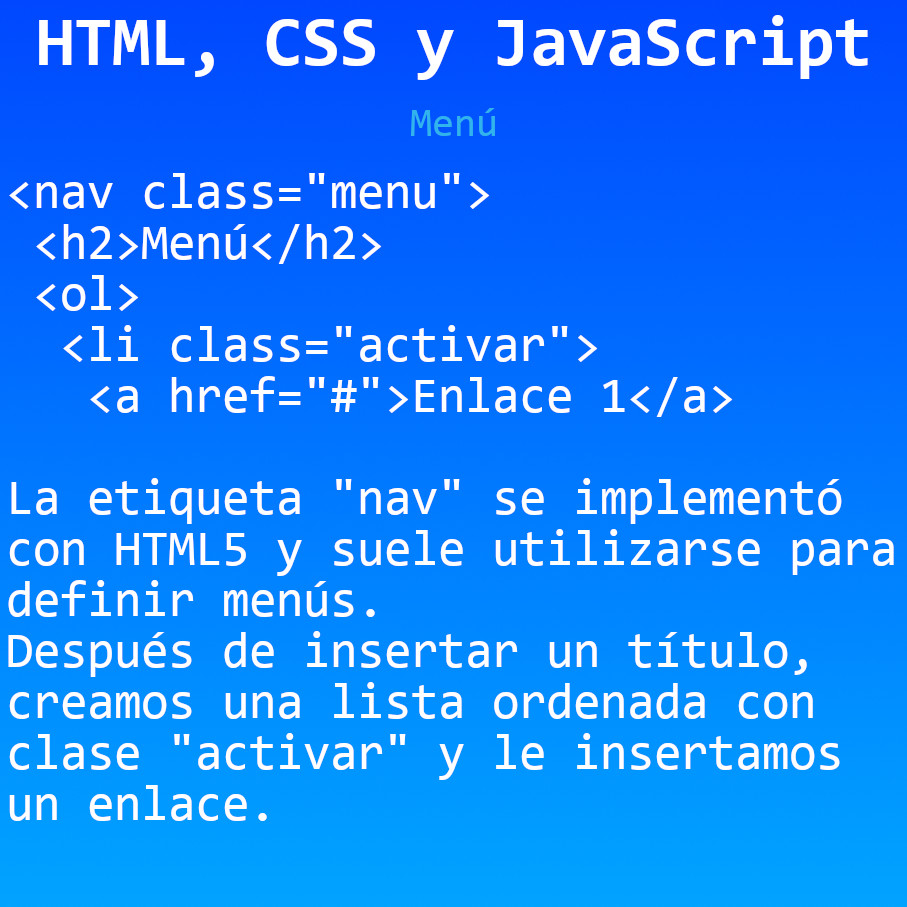 HTML, CSS y JavaScript
Menú
<nav class="menu">
<h2>Menú</h2>
<ol>
<li class="activar">
<a href="#">Enlace 1</a>
La etiqueta "nav" se implementó
con HTML5 y suele utilizarse para
definir menús.
Después de insertar un título,
creamos una lista ordenada con
clase "activar" y le insertamos
un enlace.